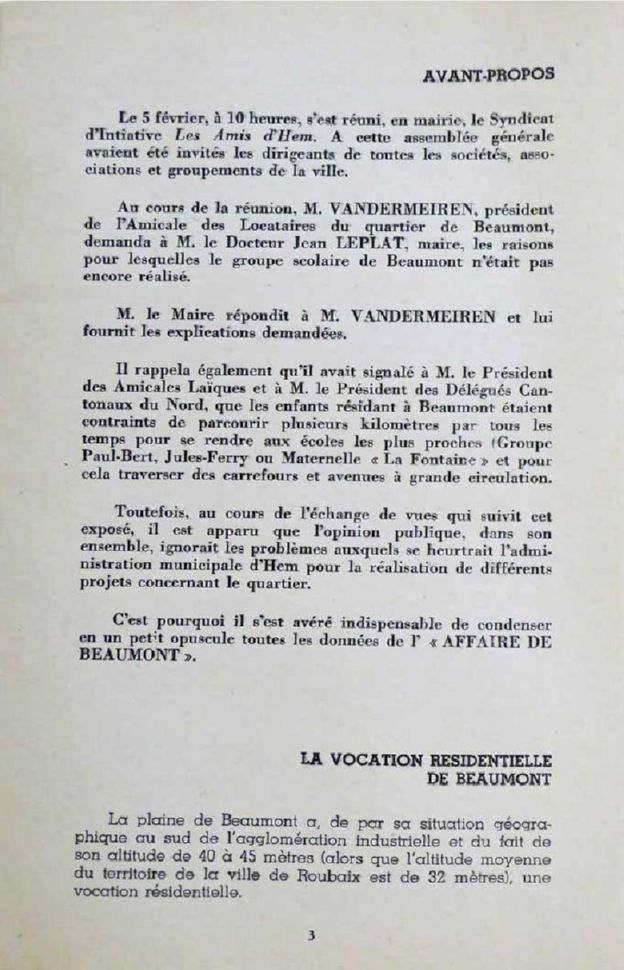 AVANT-PROPOS
Le 5 février, à 10 heures, s'est réuni, en mairie, le Syndicat
d'Intiative Les Amis d'Hem. A cette assemblée générale
avaient été invités les dirigeants de toutes les sociétés, asso-
ciations et groupements de la ville.
Au cours de la réunion, M. VANDERMEIREN, président
de l'Amicale des Locataires du quartier de Beaumont,
demanda à M. le Docteur Jean LEPLAT, maire, les raisons
pour lesquelles le groupe scolaire de Beaumont n'était pas
encore réalisé.
M. le Maire répondit à M. VANDERMEIREN et lui
fournit les explications demandées.
Il rappela également qu'il avait signalé à M. le Président
des Amicales Laïques et à M. le Président des Délégués Can-
tonaux du Nord, que les enfants résidant à Beaumont étaient
contraints de parcourir plusieurs kilomètres par tous les
temps pour se rendre aux écoles les plus proches (Groupe
Paul-Bert, Jules-Ferry ou Maternelle « La Fontaine » et pour
cela traverser des carrefours et avenues à grande circulation.
Toutefois, au cours de l'échange de vues qui suivit cet
exposé, il est apparu que l'opinion publique, dans son
ensemble, ignorait les problèmes auxquels se heurtrait l'admi-
nistration municipale d'Hem pour la réalisation de différents
projets concernant le quartier.
C'est pourquoi il s'est avéré indispensable de condenser
en un petit opuscule toutes les données de l' « AFFAIRE DE
BEAUMONT ».
LA VOCATION RESIDENTIELLE
DE BEAUMONT
La plaine de Beaumont a, de par sa situation géogra-
phique au sud de l'agglomération industrielle et du fait de
son altitude de 40 à 45 mètres (alors que l'altitude moyenne
du territoire de la ville de Roubaix est de 32 mètres), une
vocation résidentielle.
3